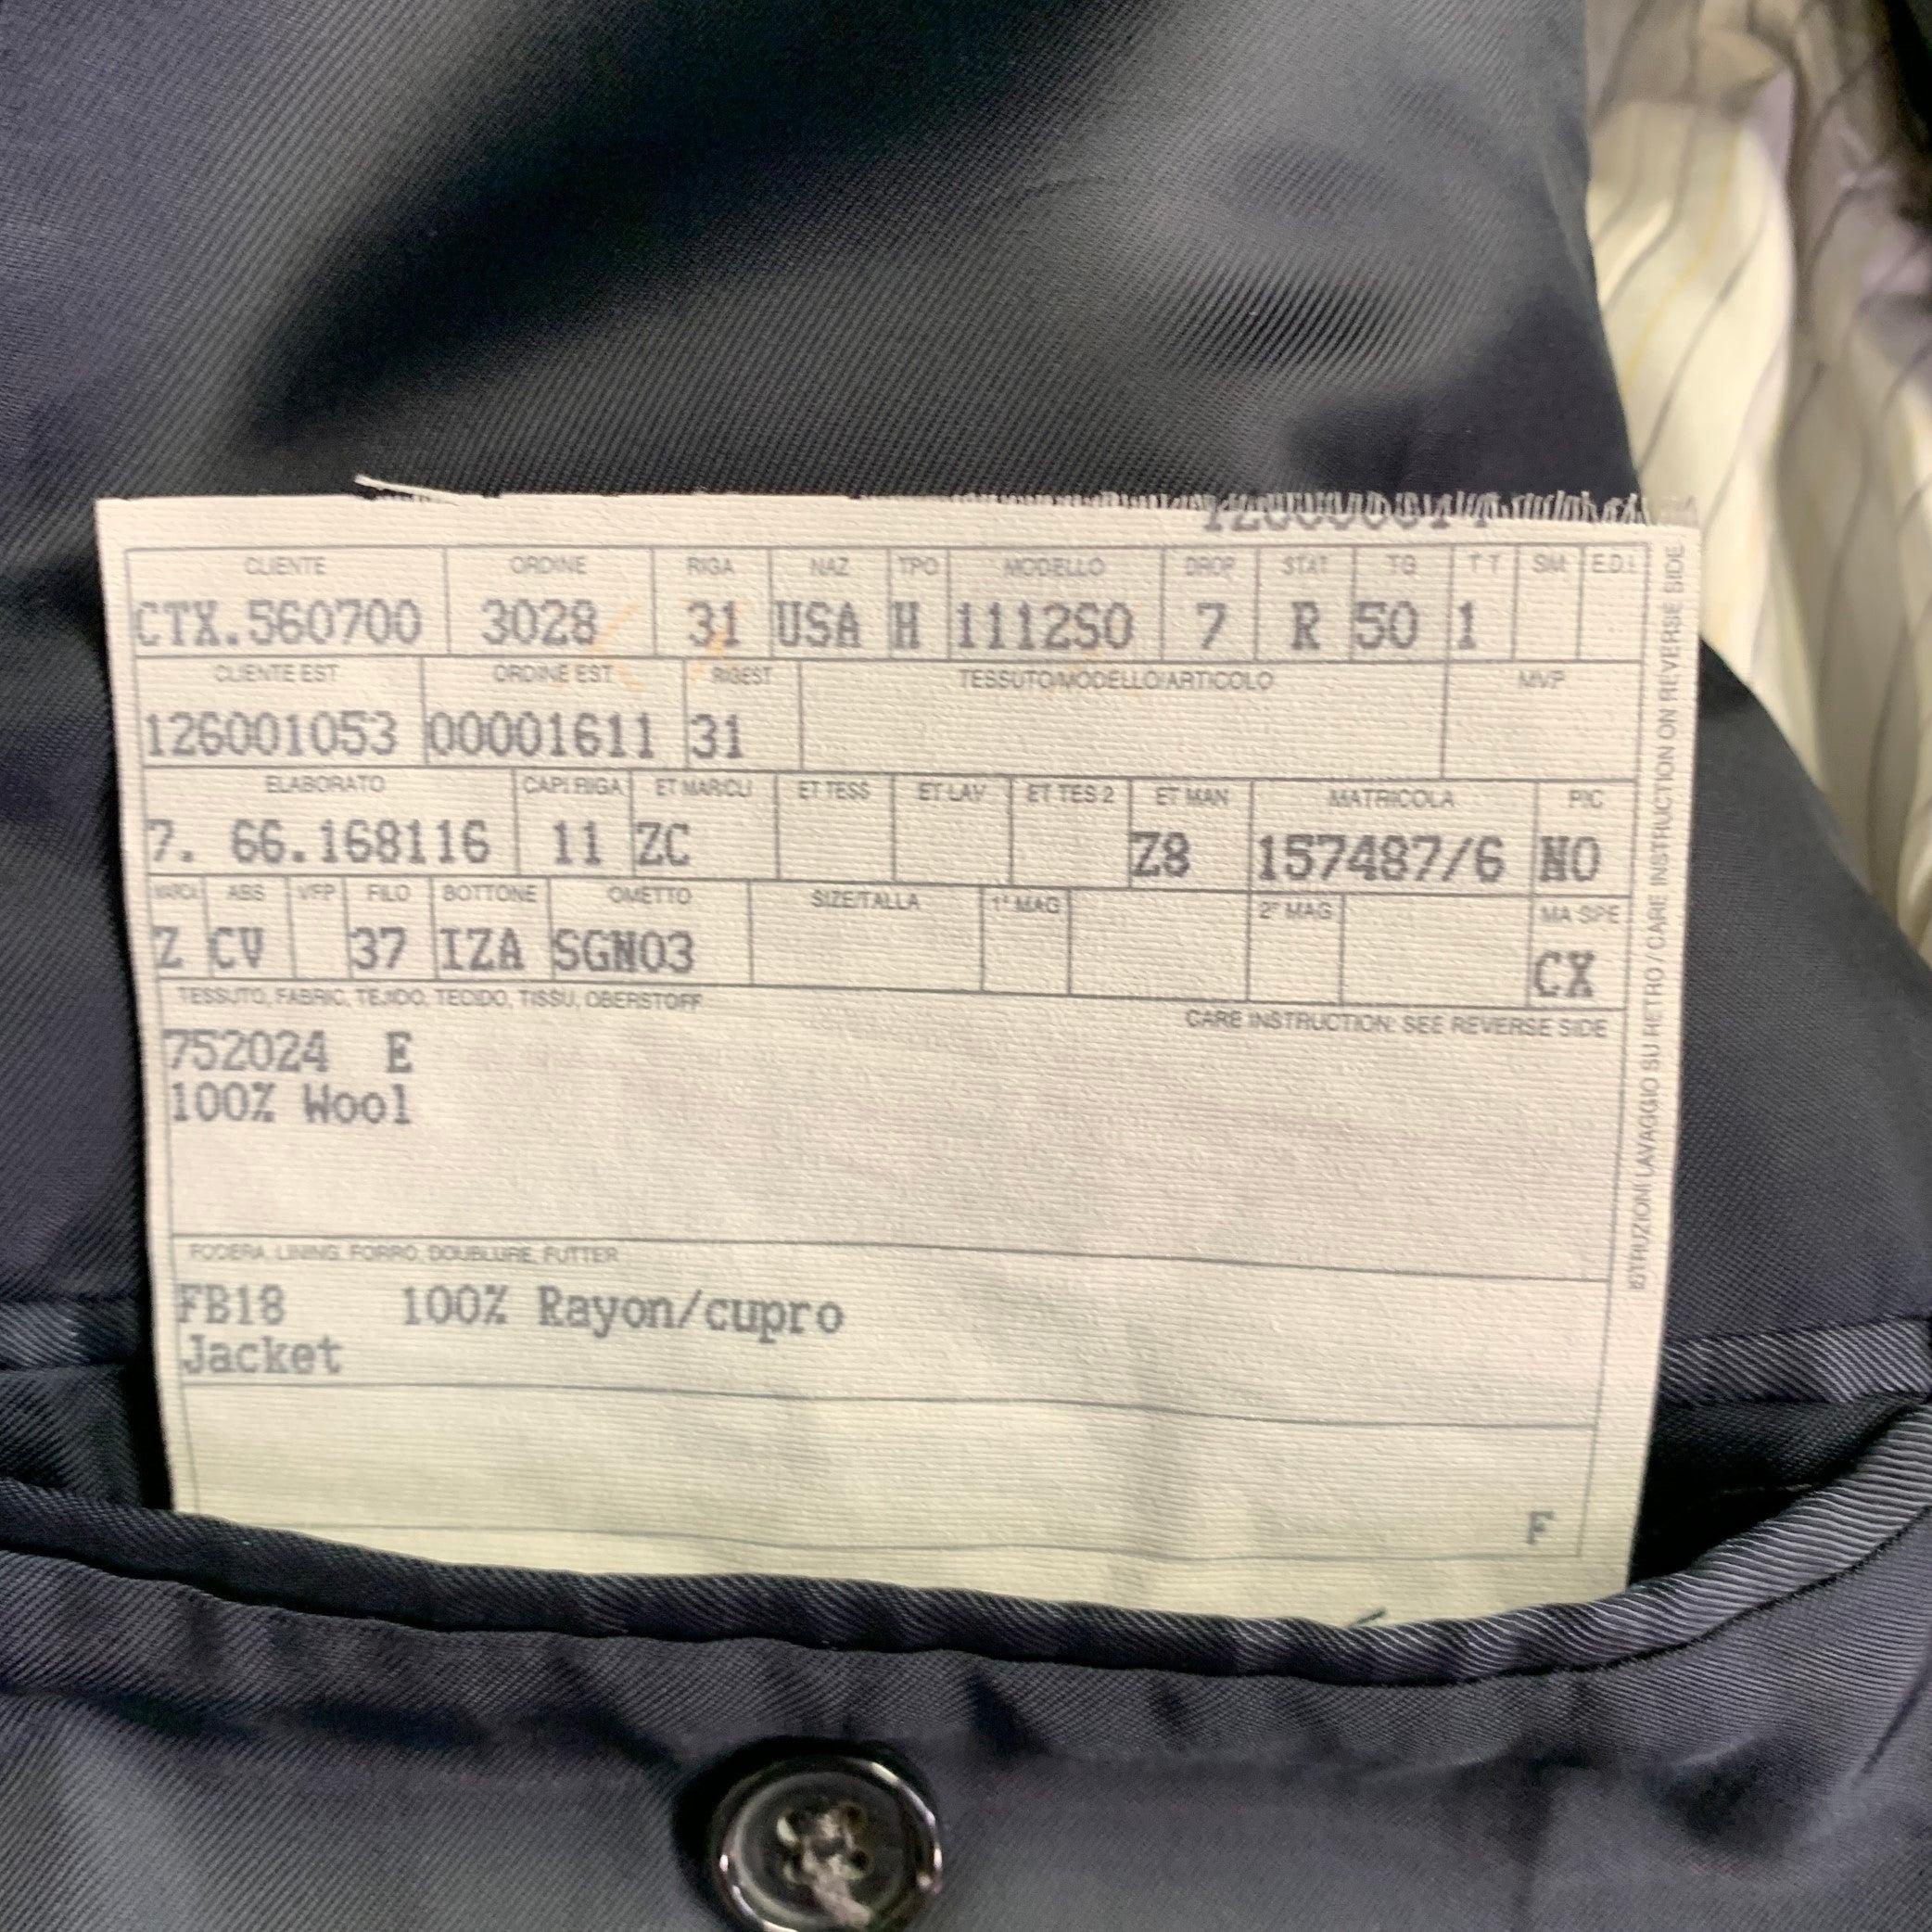 CLIENTE ORDINE RIGA NAZ TPO MODELLO DROP STAT TG TT SM E.D.I.
CTX.560700 3028 31 USA H 1112S0 7 R 50 1
CLIENTE EST ORDINE EST RIGEST TESSUTO/MODELLO/ARTICOLO MVP
126001053 00001611 31
ELABORATO CAPI RIGA ET MAR/CLI ET TESS ET LAV ET TES 2 ET MAN MATRICOLA PIC
7. 66.168116 11 ZC Z8 157487/6 NO
MARCA ABS VFP FILO BOTTONE OMETTO SIZE/TALLA 1° MAG 2° MAG MA SPE
Z CV 37 IZA SGN03 CX
TESSUTO, FABRIC, TEJIDO, TECIDO, TISSU, OBERSTOFF
CARE INSTRUCTION: SEE REVERSE SIDE
752024 E
100% Wool
FODERA, LINING, FORRO, DOUBLURE, FUTTER
FB18 100% Rayon/cupro
Jacket
F
ISTRUZIONI LAVAGGIO SU RETRO / CARE INSTRUCTION ON REVERSE SIDE